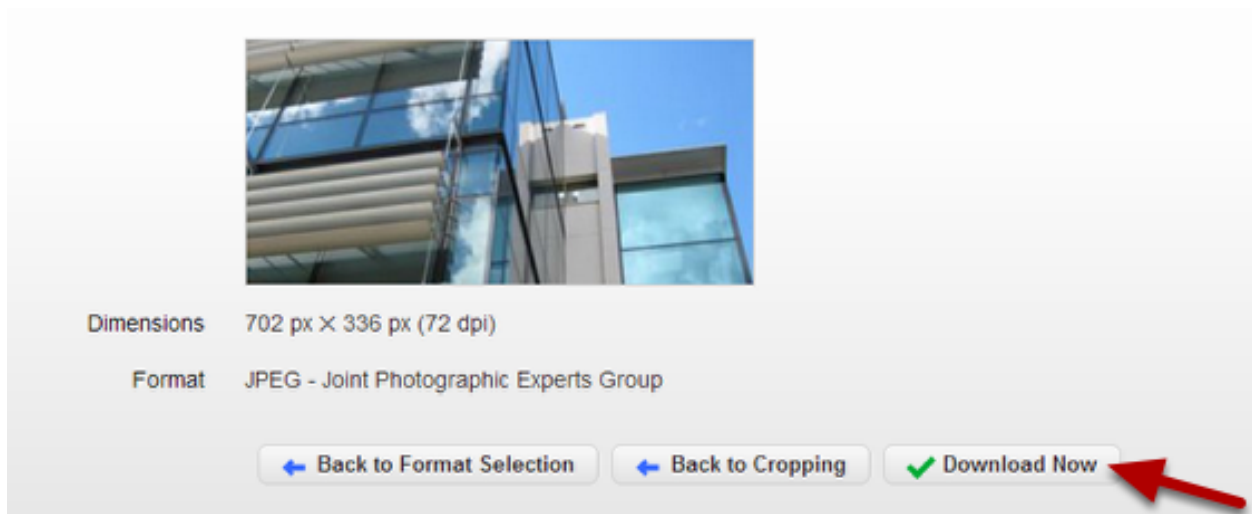 Dimensions 702 px × 336 px (72 dpi)
Format JPEG - Joint Photographic Experts Group
Back to Format Selection Back to Cropping Download Now